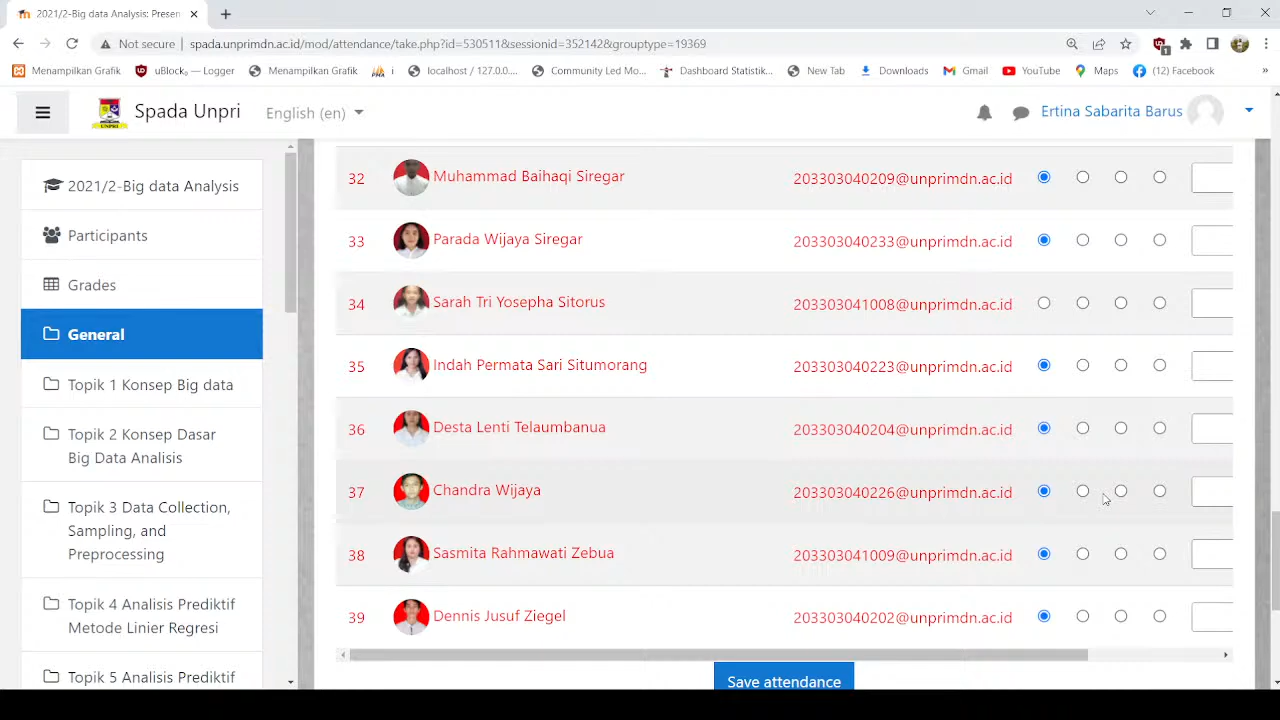 2021/2-Big data Analysis: Presen
Not secure
spada.unprimdn.ac.id/mod/attendance/take.php?id=530511&sessionid=352142&grouptype=19369
1
Menampilkan Grafik
uBlock₀ — Logger
Menampilkan Grafik
i
localhost / 127.0.0....
Community Led Mo...
Dashboard Statistik...
New Tab
Downloads
Gmail
YouTube
Maps
(12) Facebook
»
UNPRI
Spada Unpri
English (en)
Ertina Sabarita Barus
2021/2-Big data Analysis
Participants
Grades
General
Topik 1 Konsep Big data
Topik 2 Konsep Dasar
Big Data Analisis
Topik 3 Data Collection,
Sampling, and
Preprocessing
Topik 4 Analisis Prediktif
Metode Linier Regresi
Topik 5 Analisis Prediktif
32 Muhammad Baihaqi Siregar 203303040209@unprimdn.ac.id
33 Parada Wijaya Siregar 203303040233@unprimdn.ac.id
34 Sarah Tri Yosepha Sitorus 203303041008@unprimdn.ac.id
35 Indah Permata Sari Situmorang 203303040223@unprimdn.ac.id
36 Desta Lenti Telaumbanua 203303040204@unprimdn.ac.id
37 Chandra Wijaya 203303040226@unprimdn.ac.id
38 Sasmita Rahmawati Zebua 203303041009@unprimdn.ac.id
39 Dennis Jusuf Ziegel 203303040202@unprimdn.ac.id
Save attendance